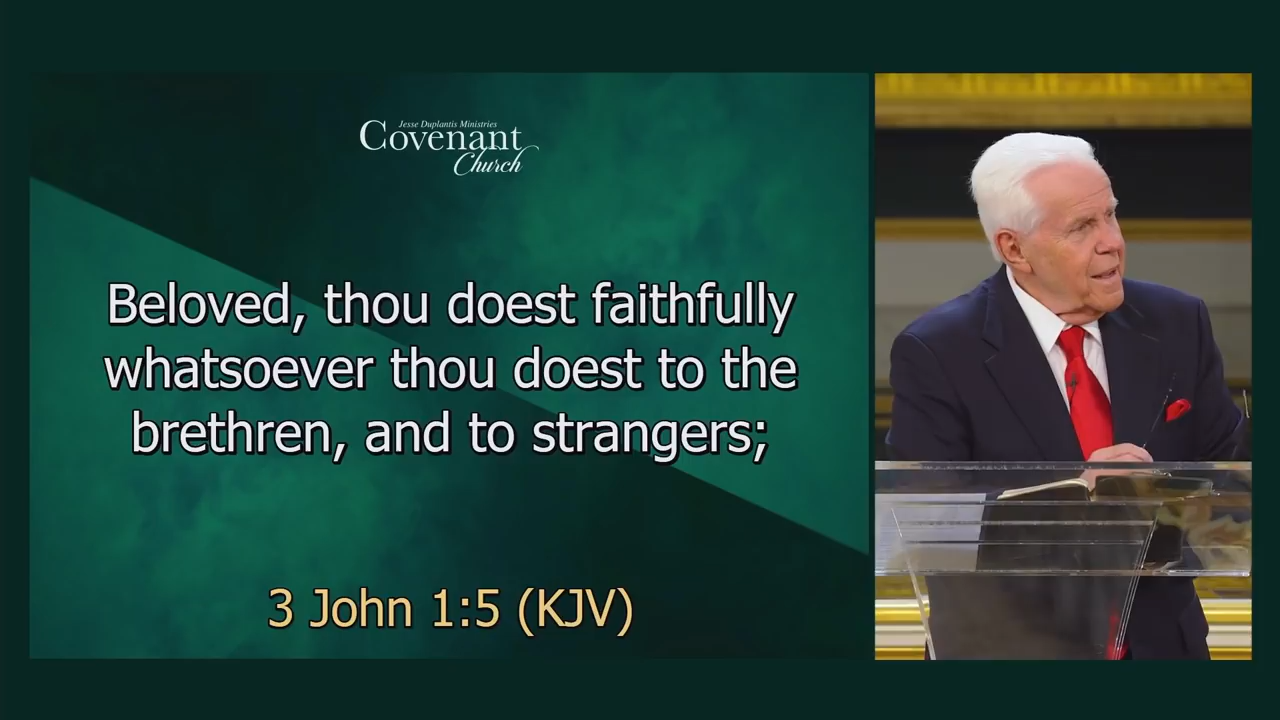 Jesse Duplantis Ministries
Covenant
Church
Beloved, thou doest faithfully
whatsoever thou doest to the
brethren, and to strangers;
3 John 1:5 (KJV)